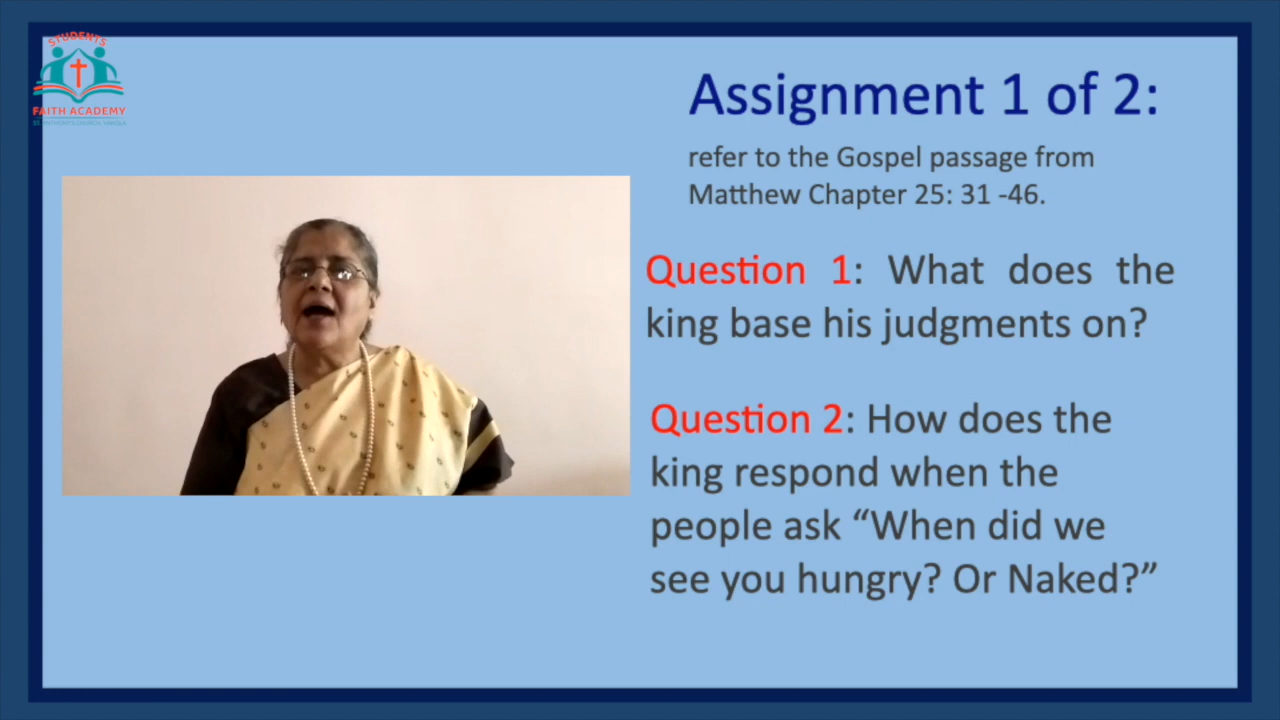 STUDENTS
FAITH ACADEMY
Assignment 1 of 2:
refer to the Gospel passage from
Matthew Chapter 25: 31 -46.
Question 1: What does the
king base his judgments on?
Question 2: How does the
king respond when the
people ask “When did we
see you hungry? Or Naked?”